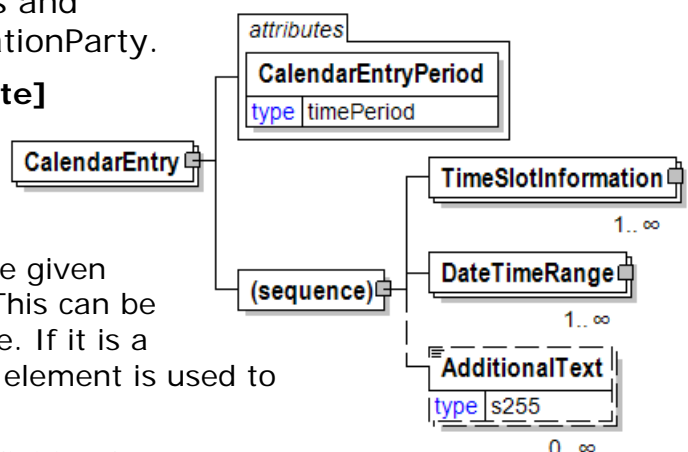 s and
ationParty.
te]
attributes
CalendarEntryPeriod
type timePeriod
CalendarEntry
TimeSlotInformation
1.. ∞
e given
This can be
e. If it is a
element is used to
(sequence)
DateTimeRange
1.. ∞
AdditionalText
type s255
0.. ∞